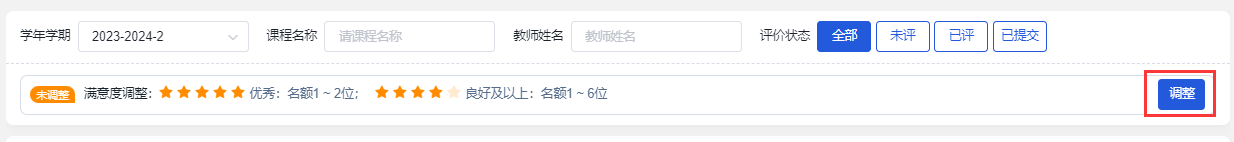 学年学期 2023-2024-2 课程名称 请课程名称 教师姓名 教师姓名 评价状态 全部 未评 已评 已提交
未调整 满意度调整: 优秀: 名额1 ~ 2位; 良好及以上: 名额1 ~ 6位 调整